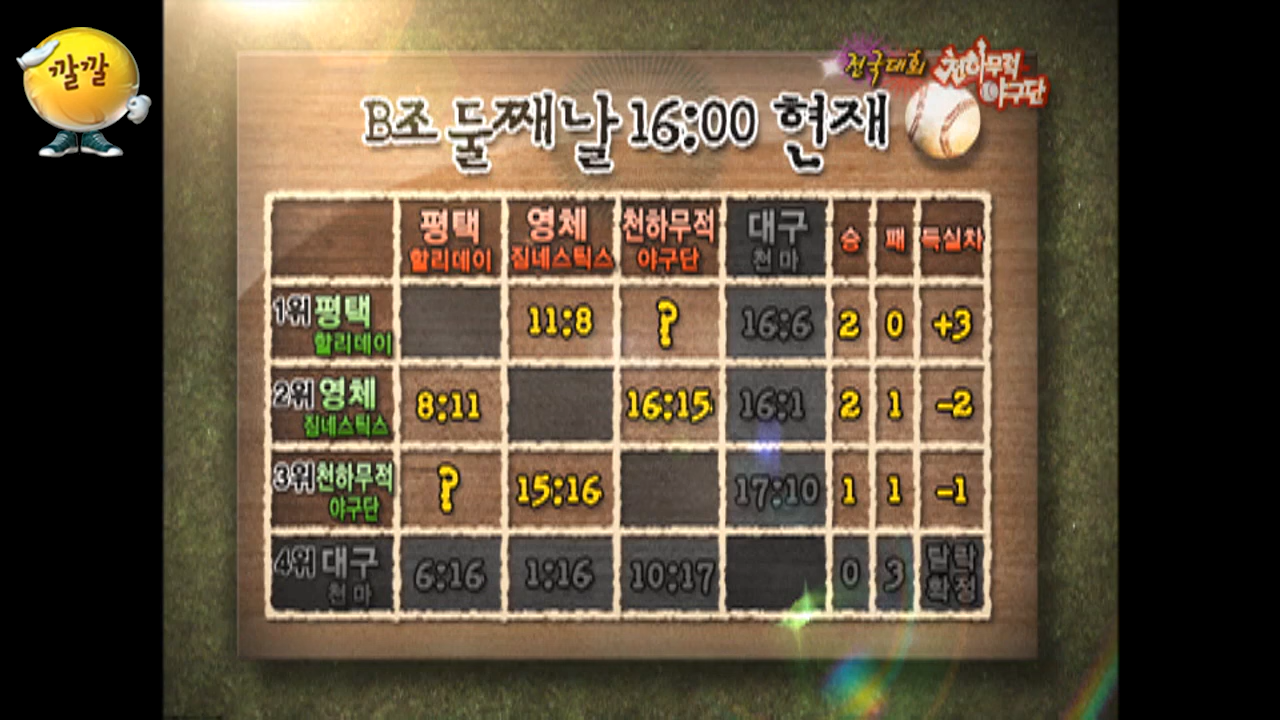 깔깔
전국대회 천하무적 야구단
B조 둘째날 16:00 현재
평택 할리데이 영체 짐네스틱스 천하무적 야구단 대구 천마 승 패 득실차
1위 평택 할리데이 11:8 ? 16:6 2 0 +3
2위 영체 짐네스틱스 8:11 16:15 16:1 2 1 -2
3위 천하무적 야구단 ? 15:16 17:10 1 1 -1
4위 대구 천마 6:16 1:16 10:17 0 3 탈락 확정